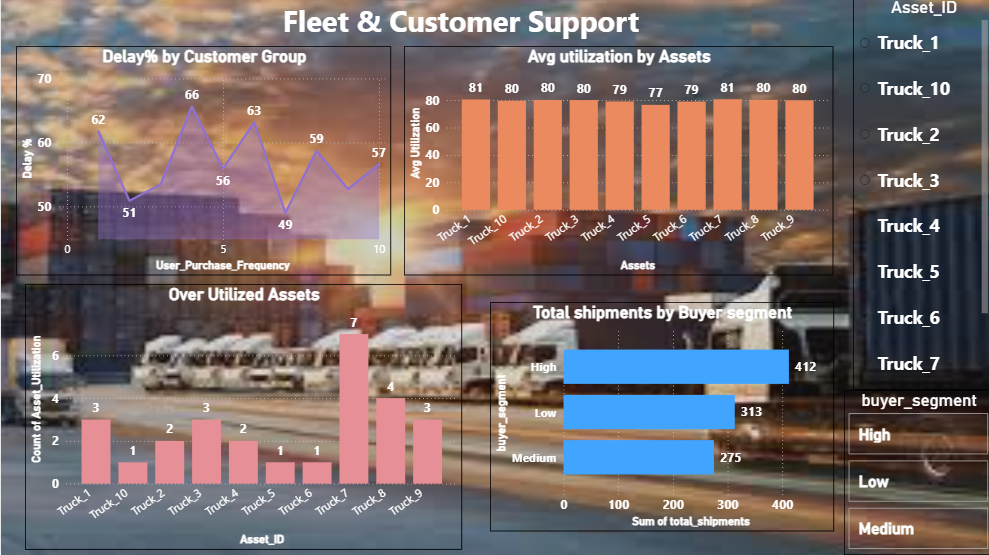 Fleet & Customer Support
Delay% by Customer Group
Delay %
70
60
50
62
51
66
56
63
49
59
57
0
5
10
User_Purchase_Frequency
Avg utilization by Assets
Avg Utilization
80
60
40
20
0
81
80
80
80
79
77
79
81
80
80
Truck_1
Truck_10
Truck_2
Truck_3
Truck_4
Truck_5
Truck_6
Truck_7
Truck_8
Truck_9
Assets
Over Utilized Assets
Count of Asset_Utilization
6
4
2
0
3
1
2
3
2
1
1
7
4
3
Truck_1
Truck_10
Truck_2
Truck_3
Truck_4
Truck_5
Truck_6
Truck_7
Truck_8
Truck_9
Asset_ID
Total shipments by Buyer segment
buyer_segment
High
412
Low
313
Medium
275
0
100
200
300
400
Sum of total_shipments
Asset_ID
Truck_1
Truck_10
Truck_2
Truck_3
Truck_4
Truck_5
Truck_6
Truck_7
buyer_segment
High
Low
Medium